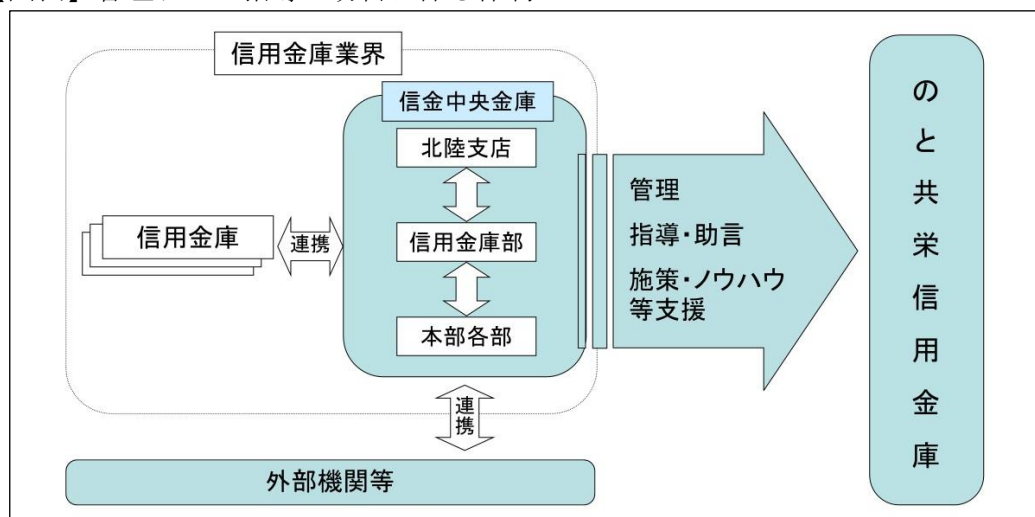 信用金庫業界
信金中央金庫
北陸支店
信用金庫
連携
信用金庫部
本部各部
管理
指導・助言
施策・ノウハウ
等支援
のと共栄信用金庫
連携
外部機関等